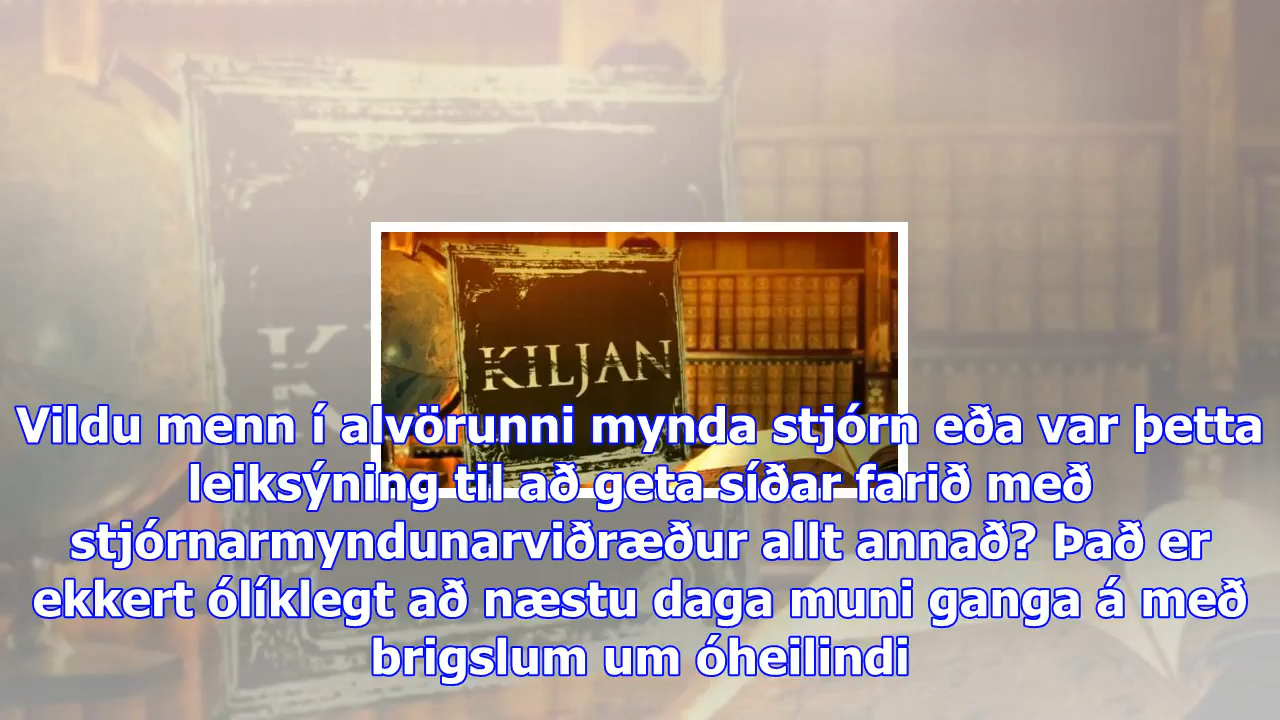 KILJAN
Vildu menn í alvörunni mynda stjórn eða var þetta
leiksýning til að geta síðar farið með
stjórnarmyndunarviðræður allt annað? Það er
ekkert ólíklegt að næstu daga muni ganga á með
brigslum um óheilindi